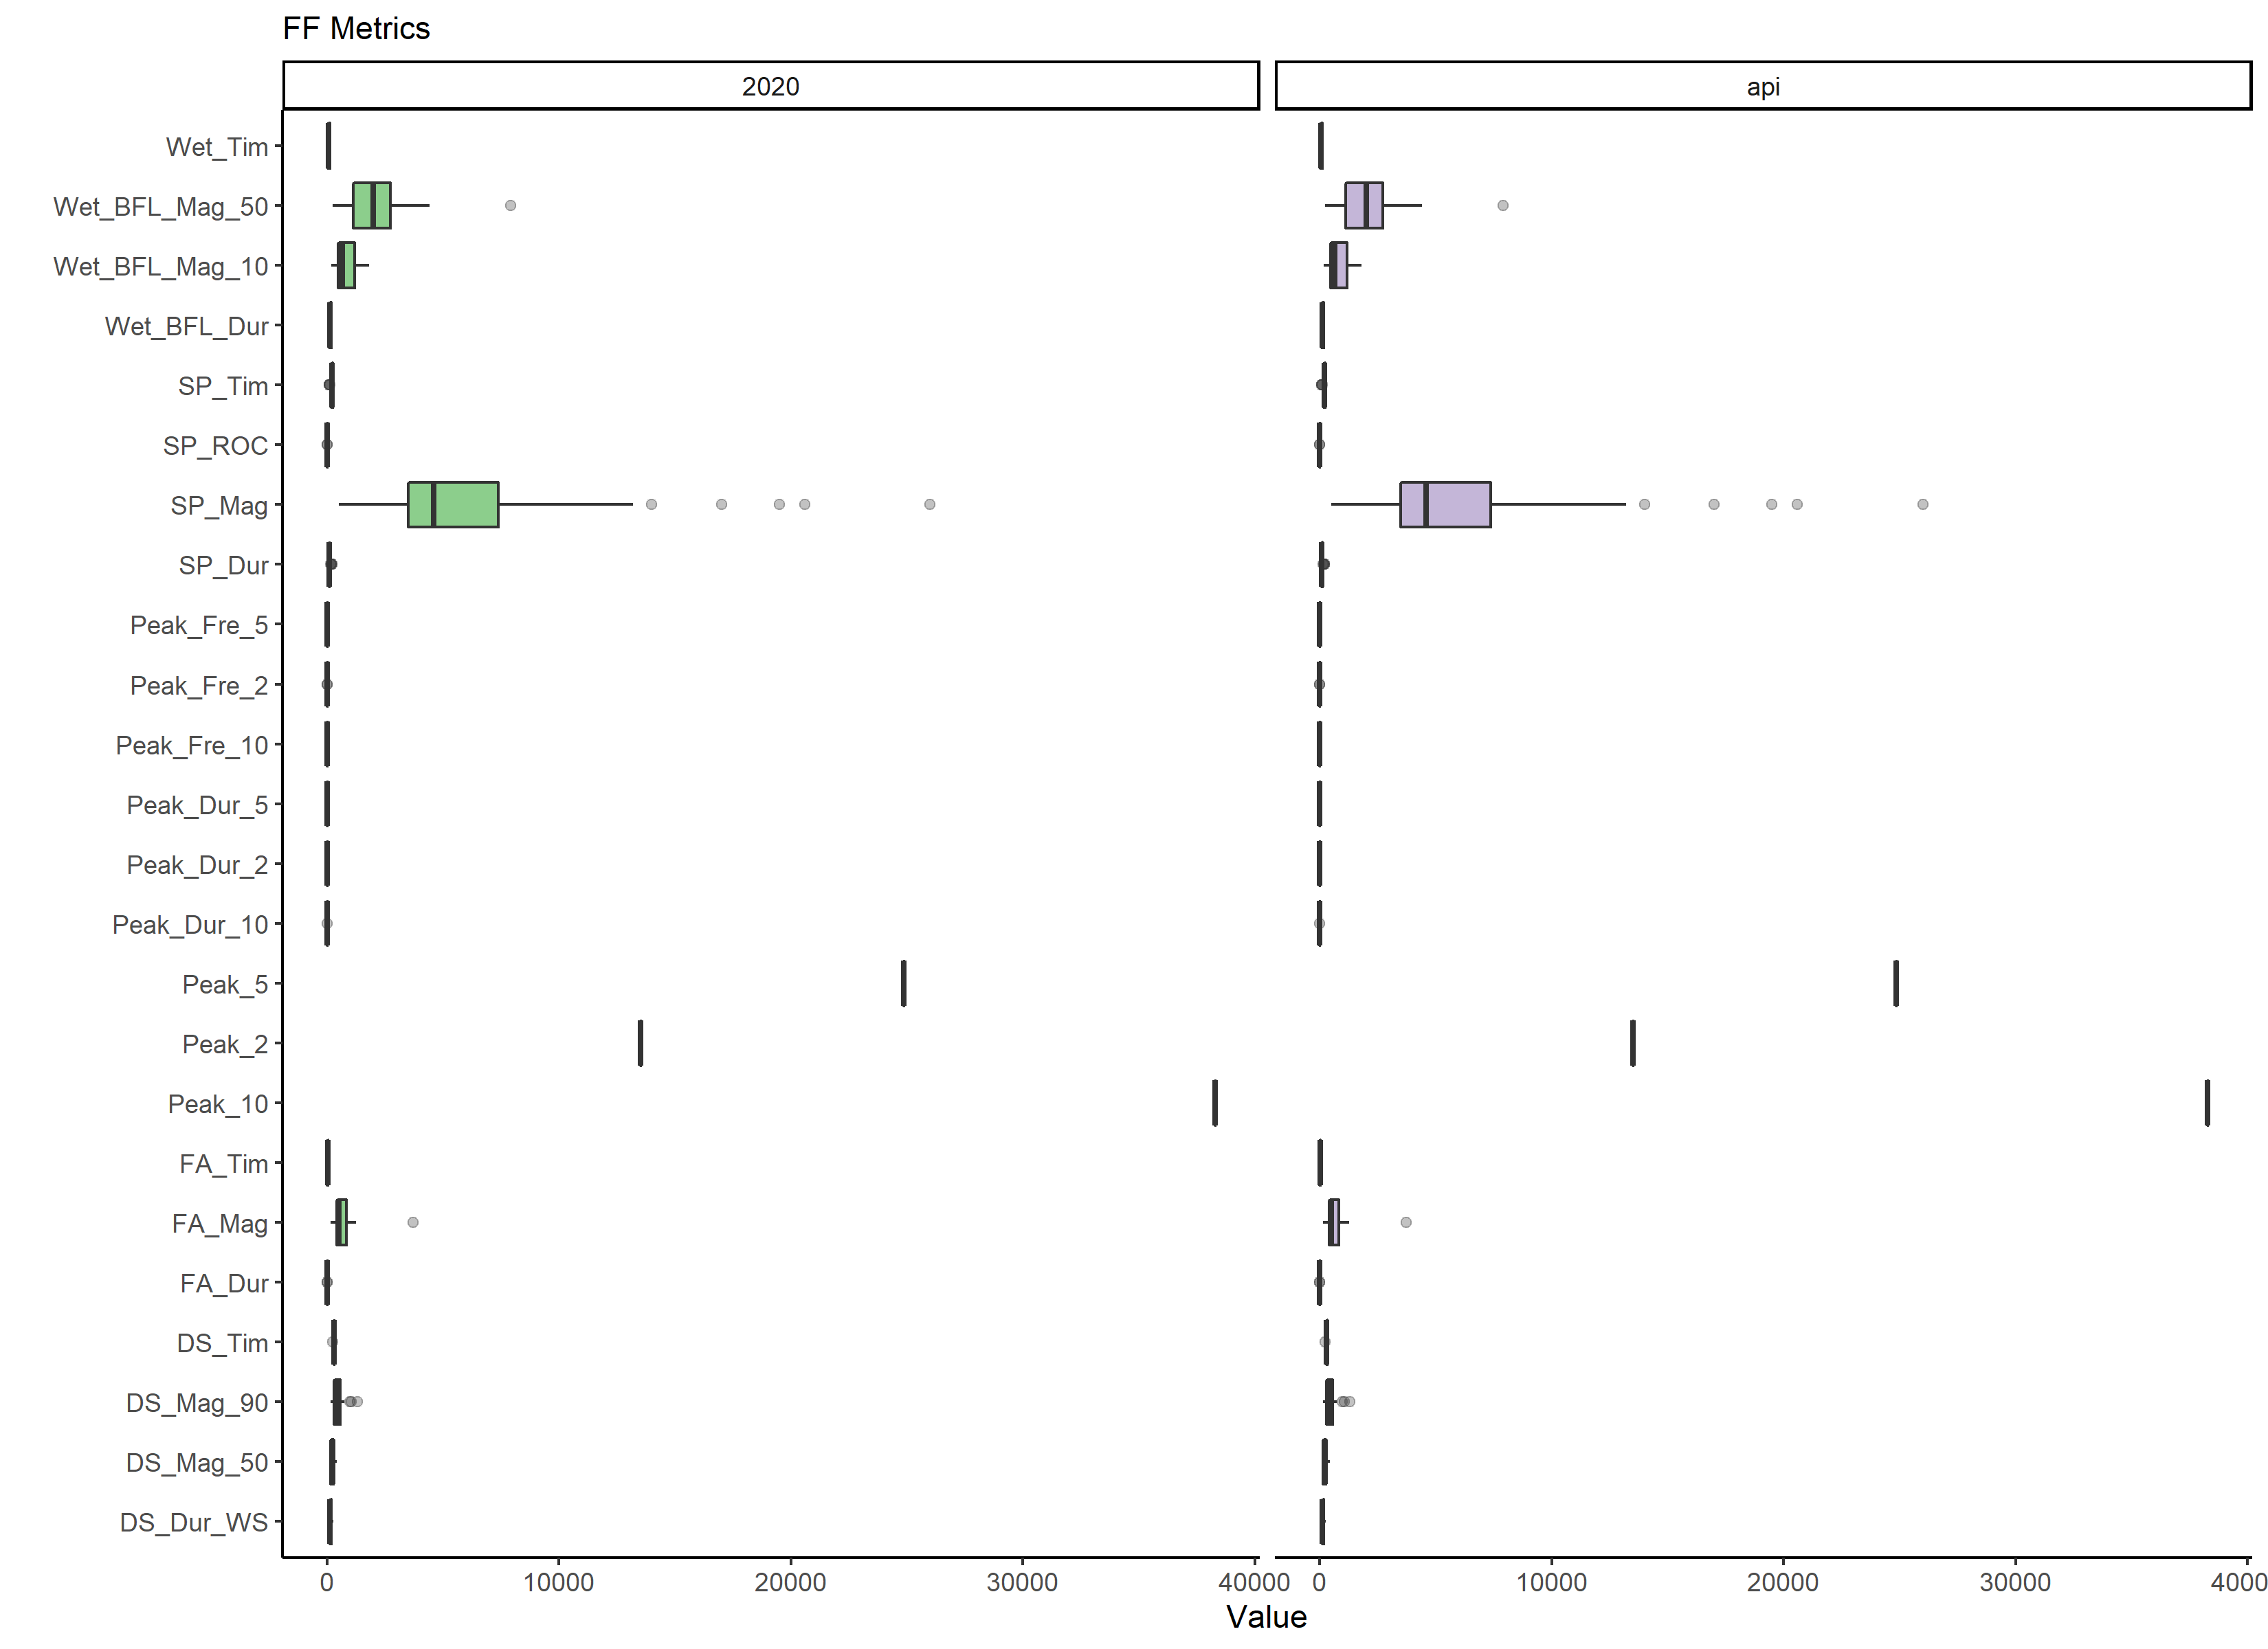 FF Metrics
2020
api
Wet_Tim
Wet_BFL_Mag_50
Wet_BFL_Mag_10
Wet_BFL_Dur
SP_Tim
SP_ROC
SP_Mag
SP_Dur
Peak_Fre_5
Peak_Fre_2
Peak_Fre_10
Peak_Dur_5
Peak_Dur_2
Peak_Dur_10
Peak_5
Peak_2
Peak_10
FA_Tim
FA_Mag
FA_Dur
DS_Tim
DS_Mag_90
DS_Mag_50
DS_Dur_WS
0 10000 20000 30000 40000 0 10000 20000 30000 4000
Value